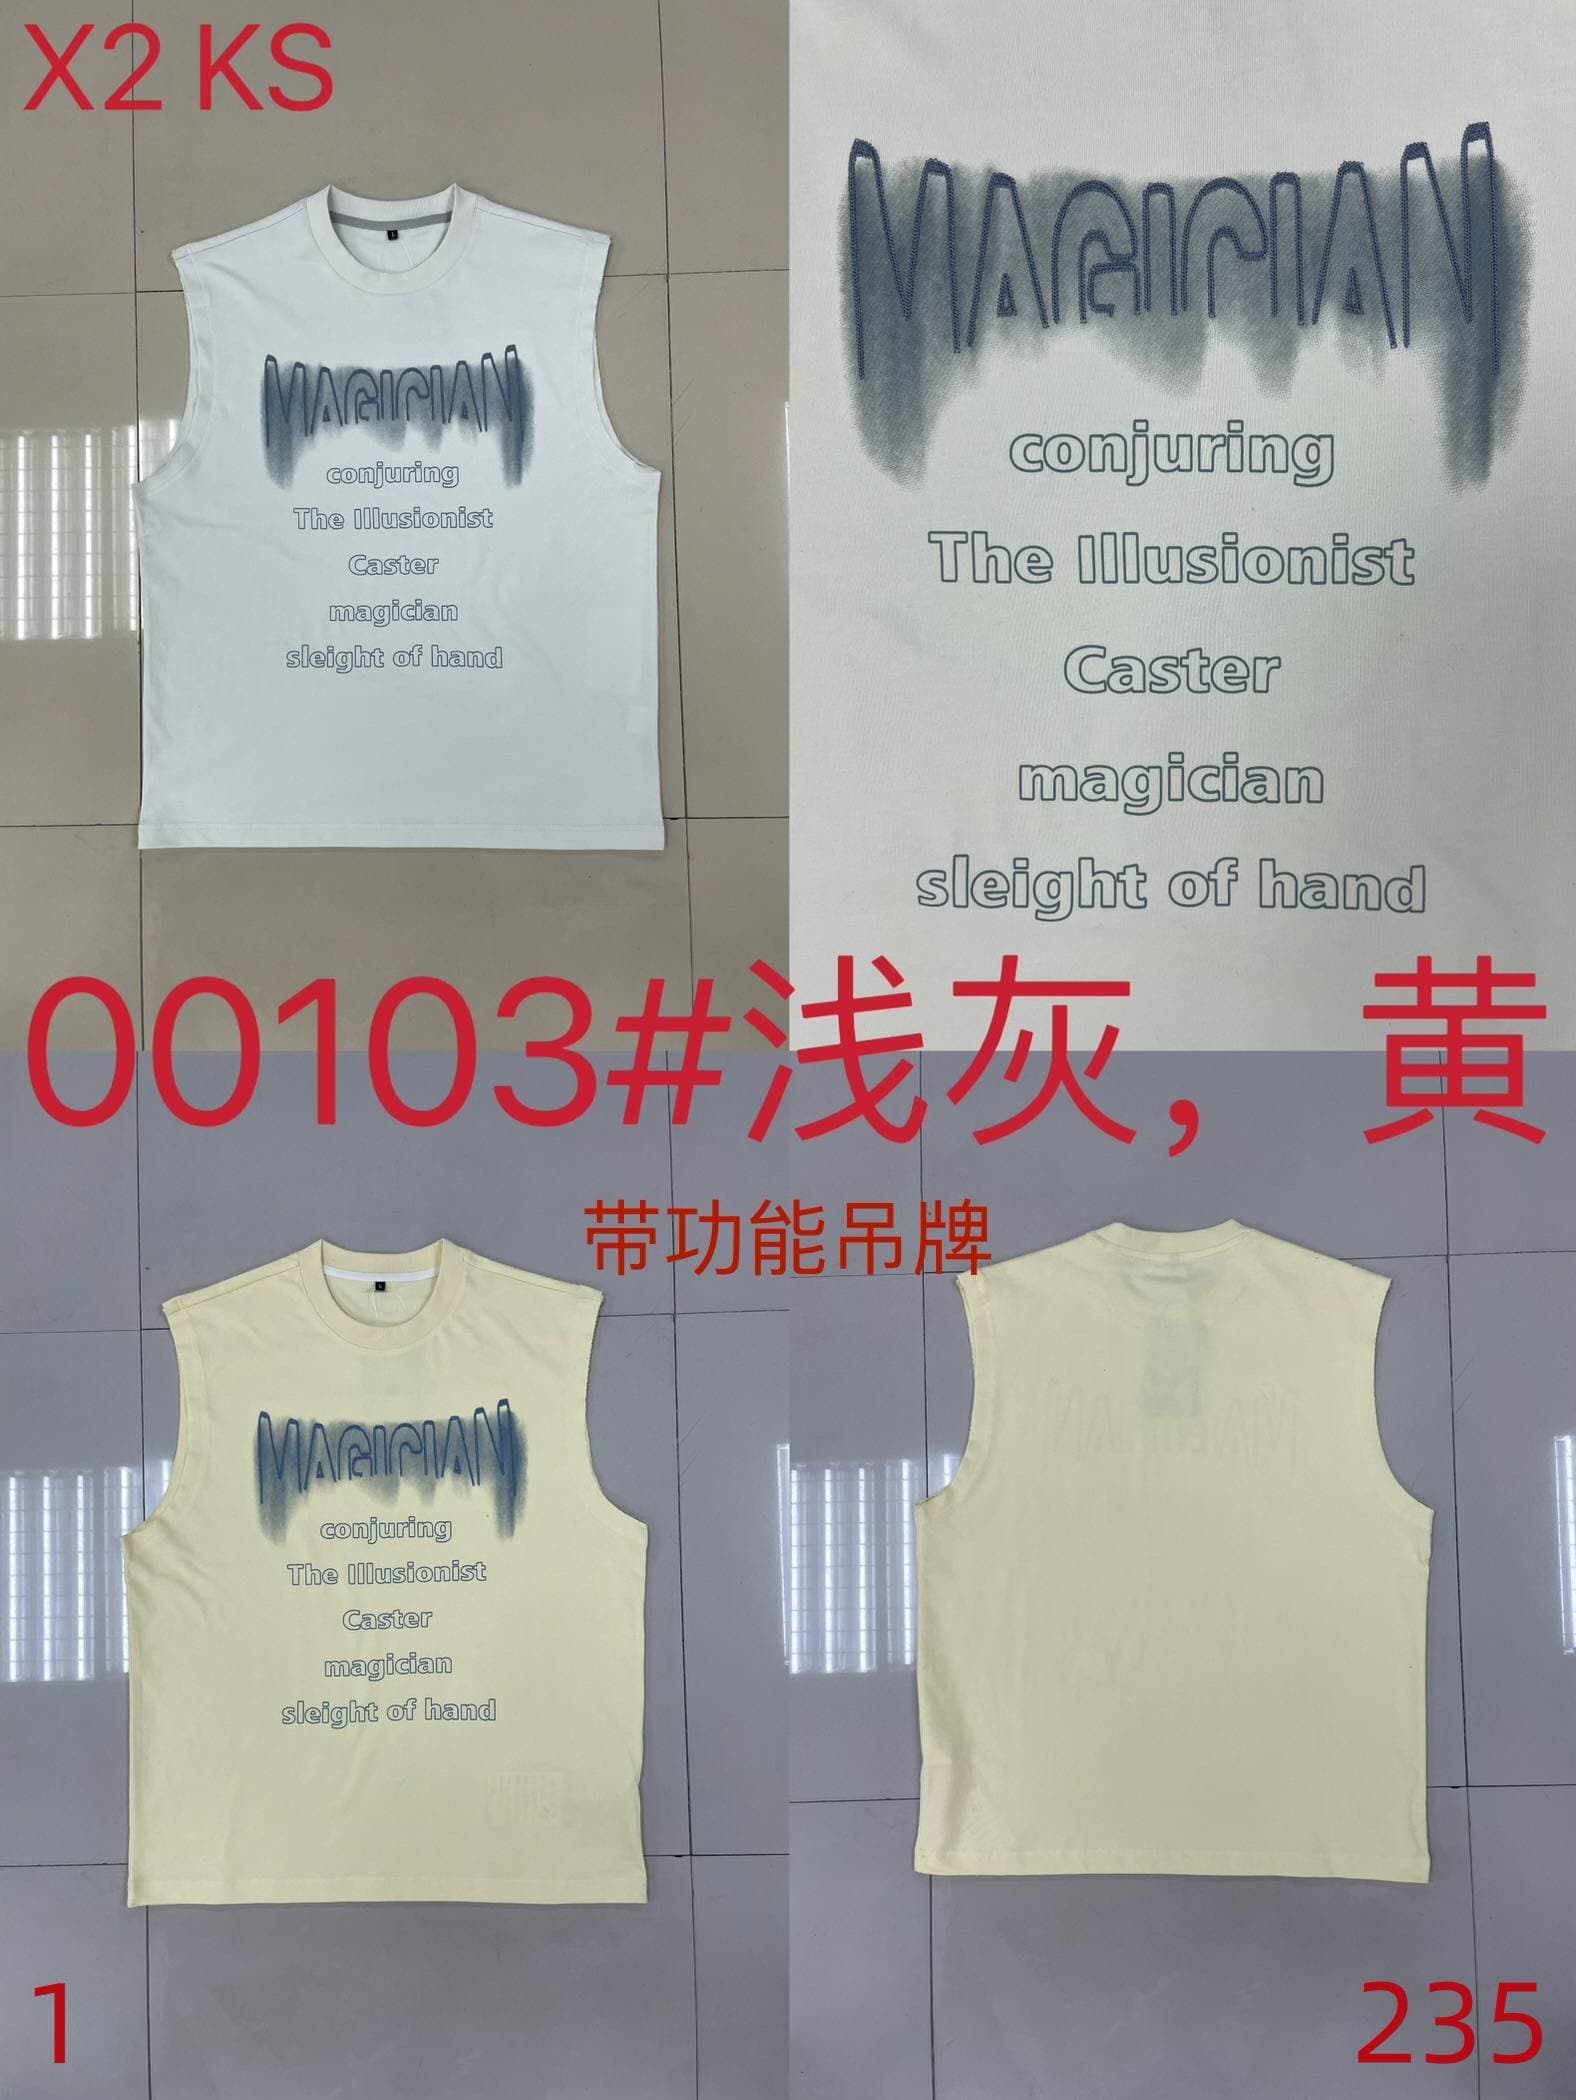 X2 KS
MAGICIAN
conjuring
The Illusionist
Caster
magician
sleight of hand
MAGICIAN
conjuring
The Illusionist
Caster
magician
sleight of hand
00103#浅灰，黄
带功能吊牌
L
MAGICIAN
conjuring
The Illusionist
Caster
magician
sleight of hand
1
235